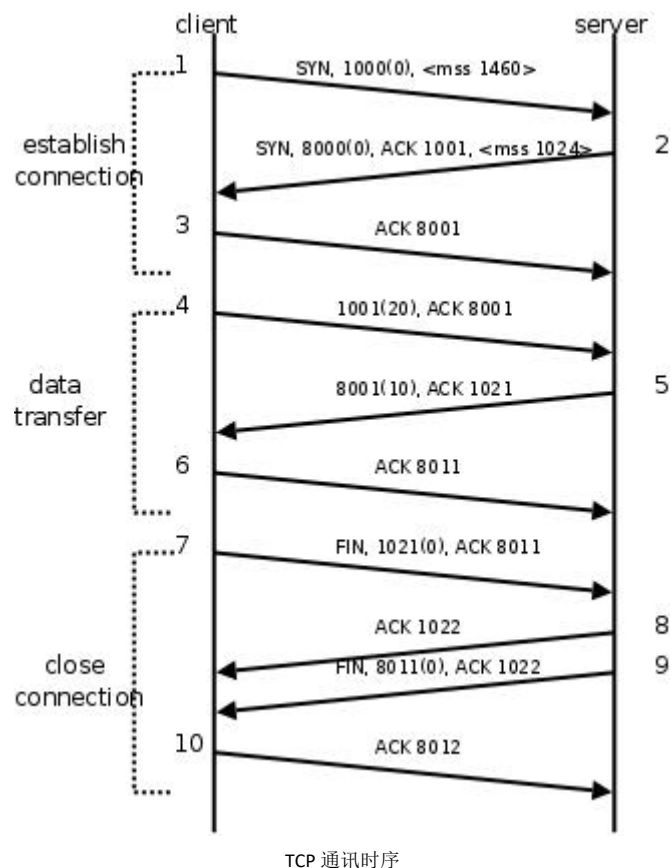 client server
1
SYN, 1000(0), <mss 1460>
establish
connection
SYN, 8000(0), ACK 1001, <mss 1024>
2
3
ACK 8001
4
1001(20), ACK 8001
data
transfer
8001(10), ACK 1021
5
6
ACK 8011
7
FIN, 1021(0), ACK 8011
close
connection
ACK 1022
8
FIN, 8011(0), ACK 1022
9
10
ACK 8012
TCP 通讯时序